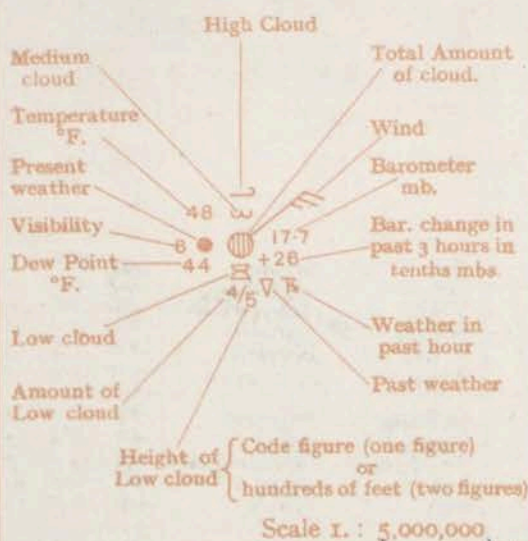 High Cloud
Medium cloud
Total Amount of cloud.
Temperature °F.
Wind
Present weather
Barometer mb.
48
Visibility
6
17·7
Bar. change in past 3 hours in tenths mbs.
+26
Dew Point °F.
44
Low cloud
4/5
Weather in past hour
Amount of Low cloud
Past weather
Height of Low cloud
Code figure (one figure)
or
hundreds of feet (two figures)
Scale 1. : 5,000,000.